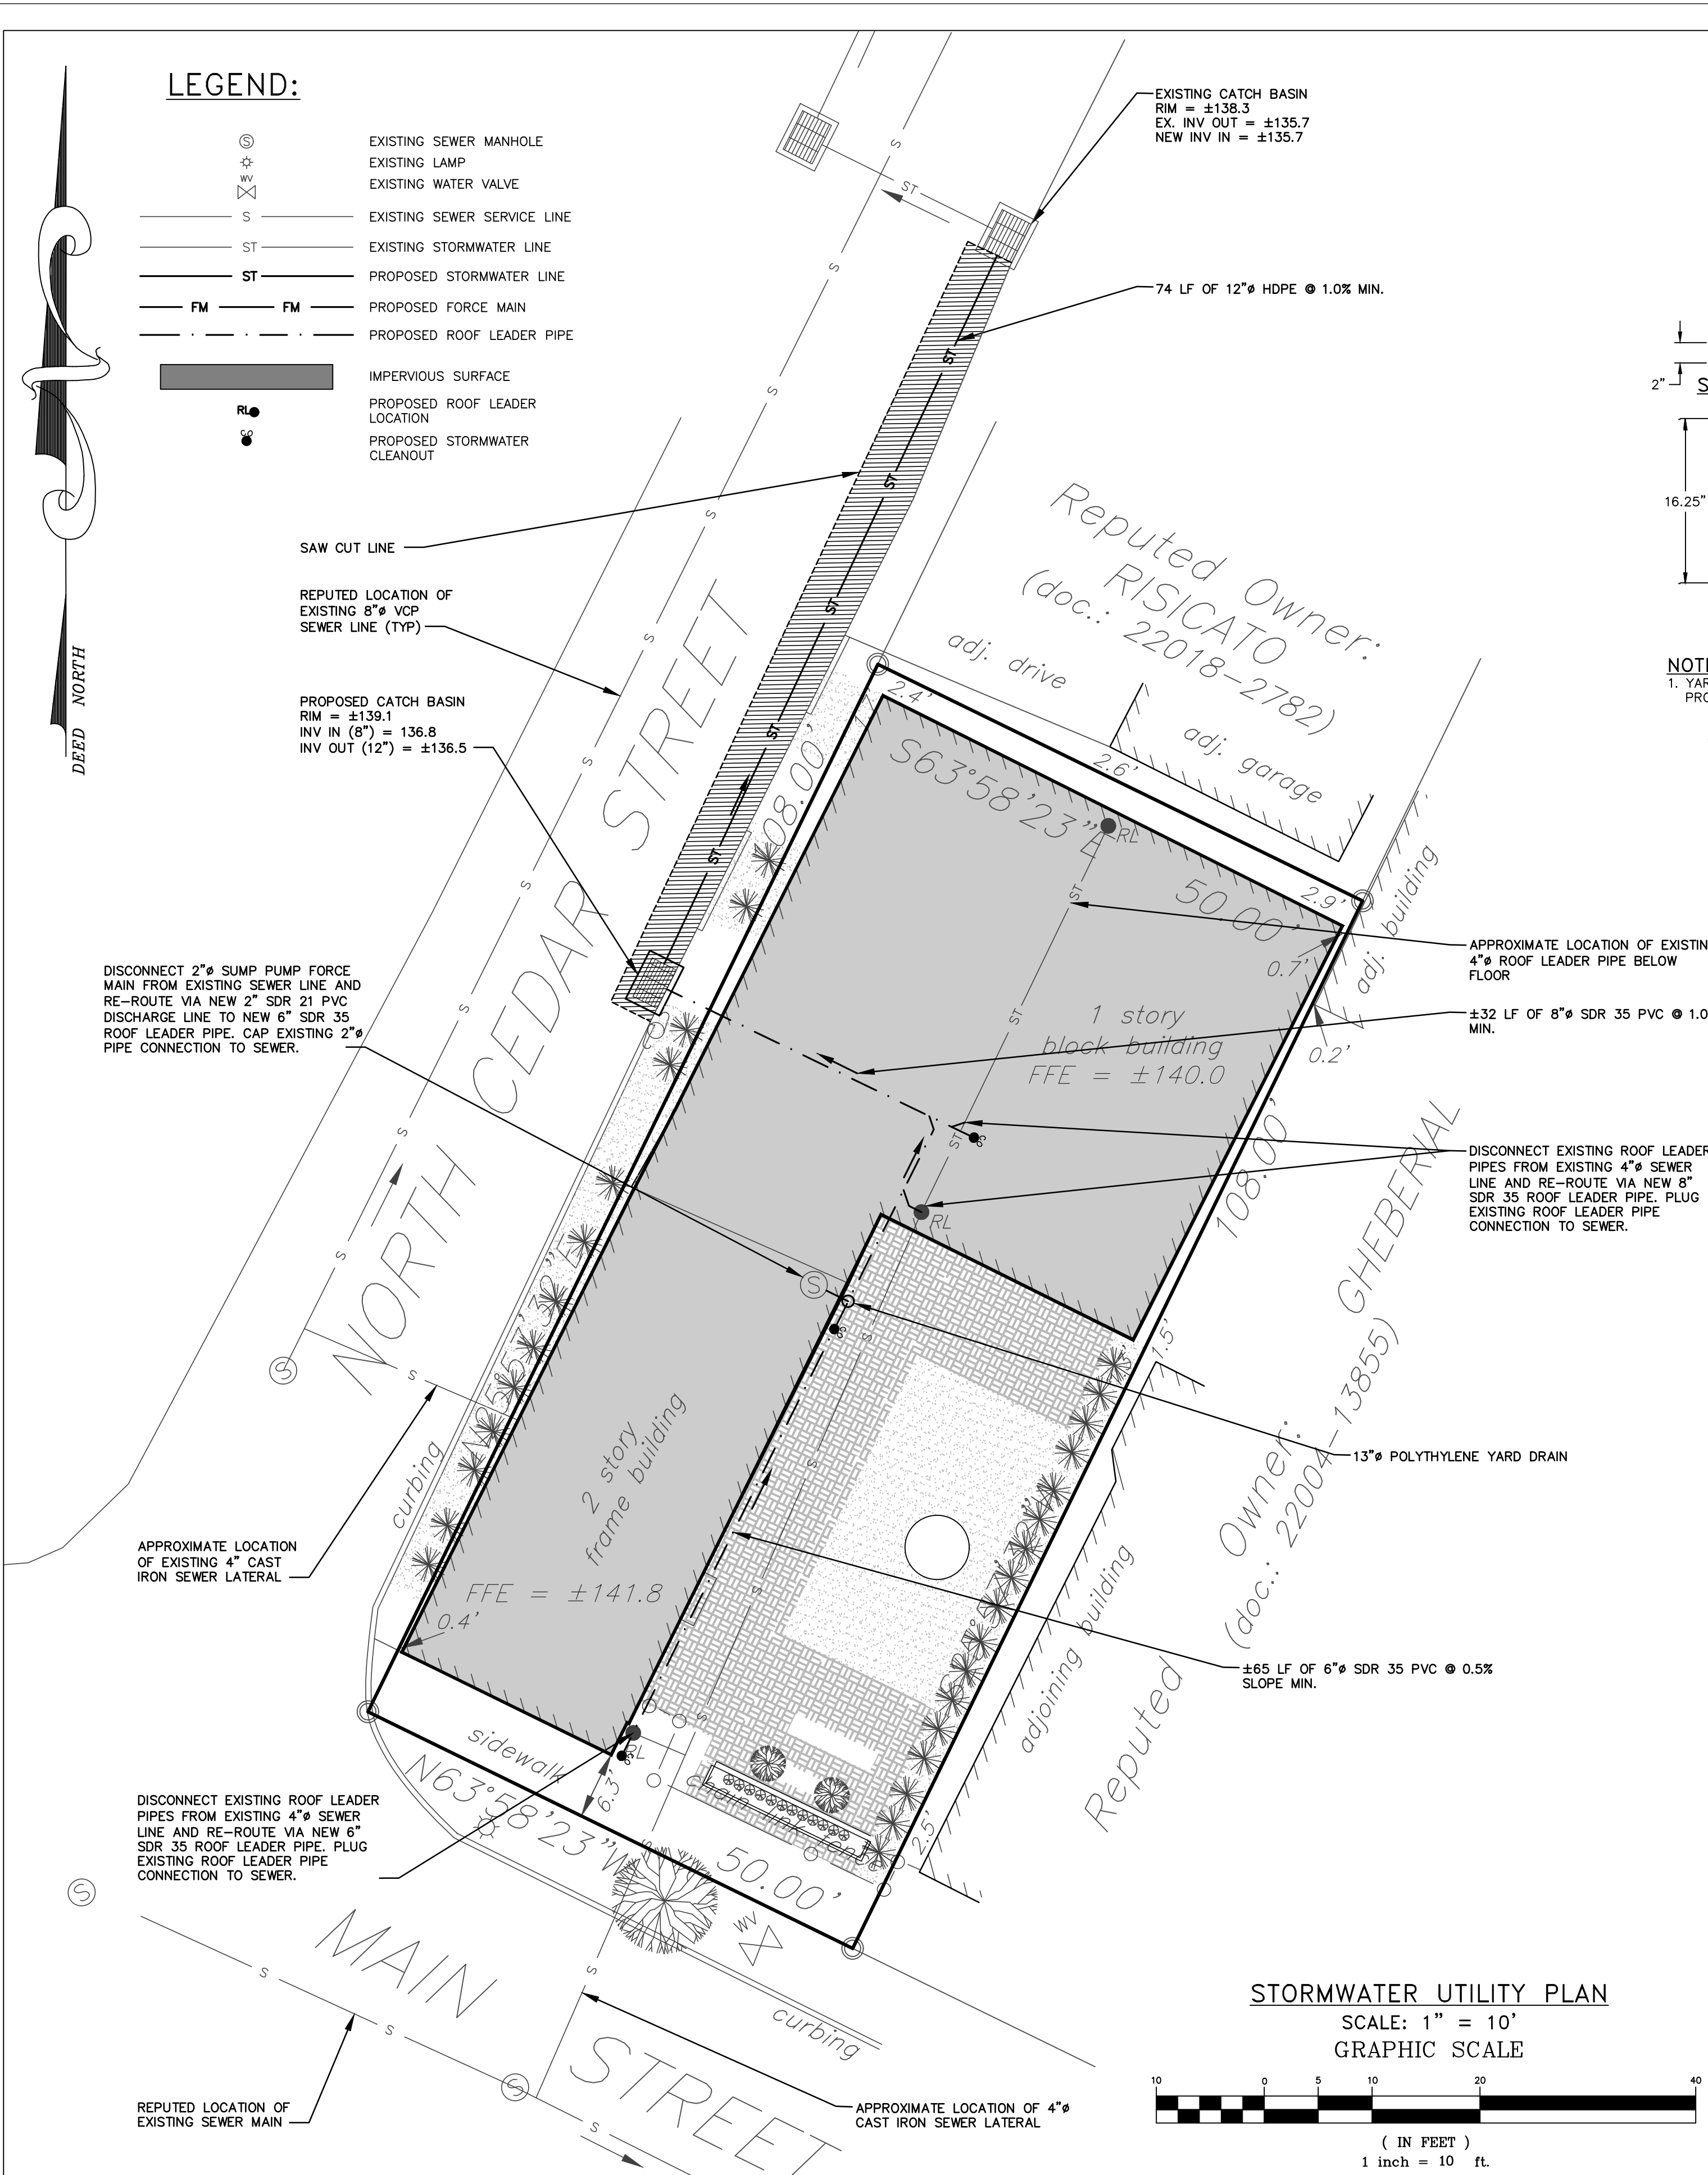 LEGEND:
S
EXISTING SEWER MANHOLE
EXISTING LAMP
WV
EXISTING WATER VALVE
S
EXISTING SEWER SERVICE LINE
ST
EXISTING STORMWATER LINE
ST
PROPOSED STORMWATER LINE
FM FM
PROPOSED FORCE MAIN
PROPOSED ROOF LEADER PIPE
IMPERVIOUS SURFACE
RL
PROPOSED ROOF LEADER
LOCATION
CO
PROPOSED STORMWATER
CLEANOUT
DEED NORTH
EXISTING CATCH BASIN
RIM = ±138.3
EX. INV OUT = ±135.7
NEW INV IN = ±135.7
74 LF OF 12"ø HDPE @ 1.0% MIN.
2"
S
16.25"
1. YAR
PRO
SAW CUT LINE
REPUTED LOCATION OF
EXISTING 8"ø VCP
SEWER LINE (TYP)
PROPOSED CATCH BASIN
RIM = ±139.1
INV IN (8") = 136.8
INV OUT (12") = ±136.5
Reputed Owner:
RISICATO
(doc.: 22018-2782)
adj. drive
adj. garage
2.4'
2.6'
2.9'
S63°58'23"E
50.00'
0.7'
0.2'
adj. building
RL
NORTH CEDAR STREET
108.00'
1 story
block building
FFE = ±140.0
108.00'
APPROXIMATE LOCATION OF EXISTIN
4"ø ROOF LEADER PIPE BELOW
FLOOR
±32 LF OF 8"ø SDR 35 PVC @ 1.0
MIN.
DISCONNECT EXISTING ROOF LEADER
PIPES FROM EXISTING 4"ø SEWER
LINE AND RE-ROUTE VIA NEW 8"
SDR 35 ROOF LEADER PIPE. PLUG
EXISTING ROOF LEADER PIPE
CONNECTION TO SEWER.
DISCONNECT 2"ø SUMP PUMP FORCE
MAIN FROM EXISTING SEWER LINE AND
RE-ROUTE VIA NEW 2" SDR 21 PVC
DISCHARGE LINE TO NEW 6" SDR 35
ROOF LEADER PIPE. CAP EXISTING 2"ø
PIPE CONNECTION TO SEWER.
RL
S
S
1.5'
Reputed Owner: GHEBERIAL
(doc.: 22004-13855)
13"ø POLYTHYLENE YARD DRAIN
2 story
frame building
FFE = ±141.8
0.4'
curbing
adjoining building
APPROXIMATE LOCATION
OF EXISTING 4" CAST
IRON SEWER LATERAL
±65 LF OF 6"ø SDR 35 PVC @ 0.5%
SLOPE MIN.
sidewalk
6.3'
RL
N63°58'23"W
50.00'
chain link fence
2.5'
DISCONNECT EXISTING ROOF LEADER
PIPES FROM EXISTING 4"ø SEWER
LINE AND RE-ROUTE VIA NEW 6"
SDR 35 ROOF LEADER PIPE. PLUG
EXISTING ROOF LEADER PIPE
CONNECTION TO SEWER.
S
WV
curbing
MAIN STREET
S
REPUTED LOCATION OF
EXISTING SEWER MAIN
APPROXIMATE LOCATION OF 4"ø
CAST IRON SEWER LATERAL
STORMWATER UTILITY PLAN
SCALE: 1" = 10'
GRAPHIC SCALE
10 0 5 10 20 40
( IN FEET )
1 inch = 10 ft.